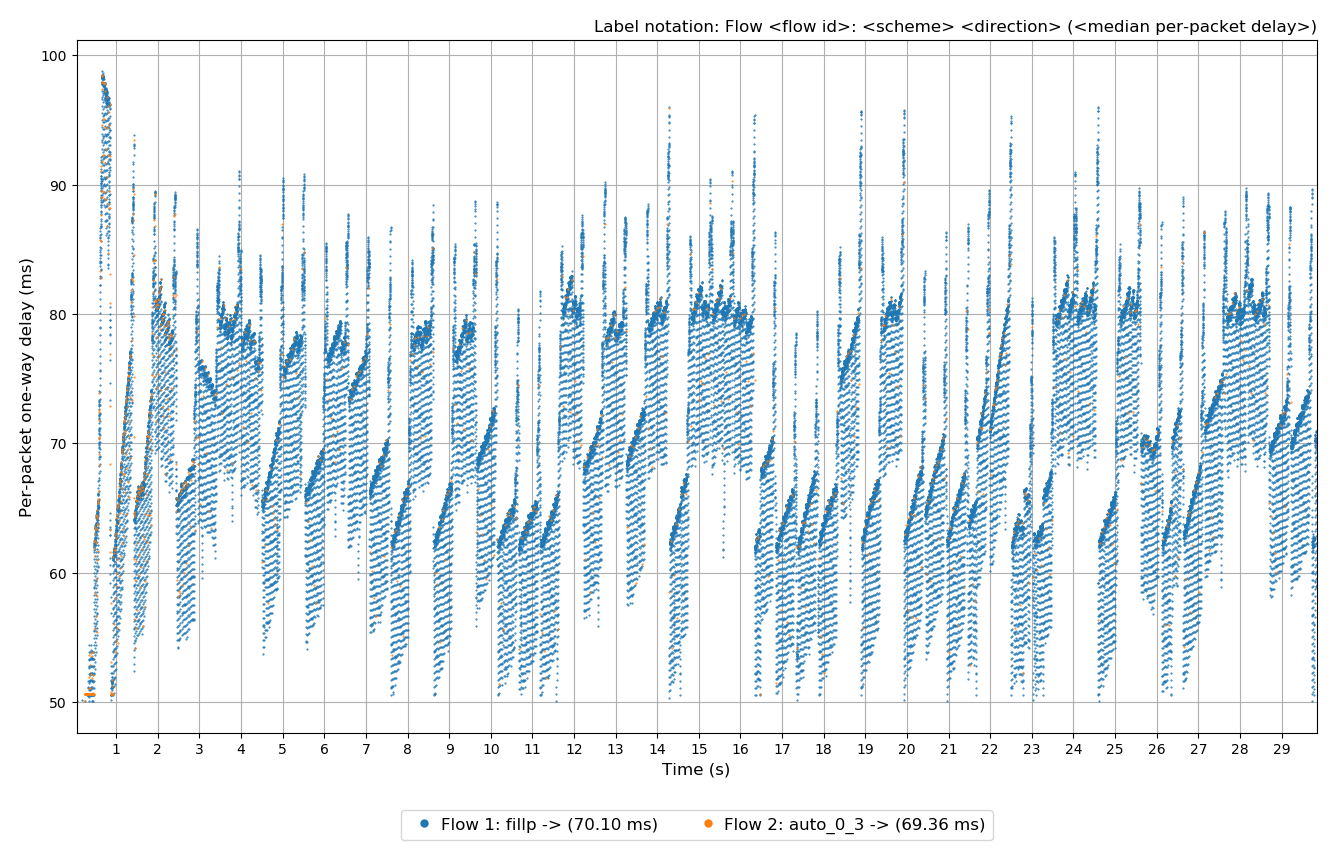 Label notation: Flow <flow id>: <scheme> <direction> (<median per-packet delay>)
100
90
80
70
60
50
Per-packet one-way delay (ms)
1 2 3 4 5 6 7 8 9 10 11 12 13 14 15 16 17 18 19 20 21 22 23 24 25 26 27 28 29
Time (s)
Flow 1: fillp -> (70.10 ms) Flow 2: auto_0_3 -> (69.36 ms)